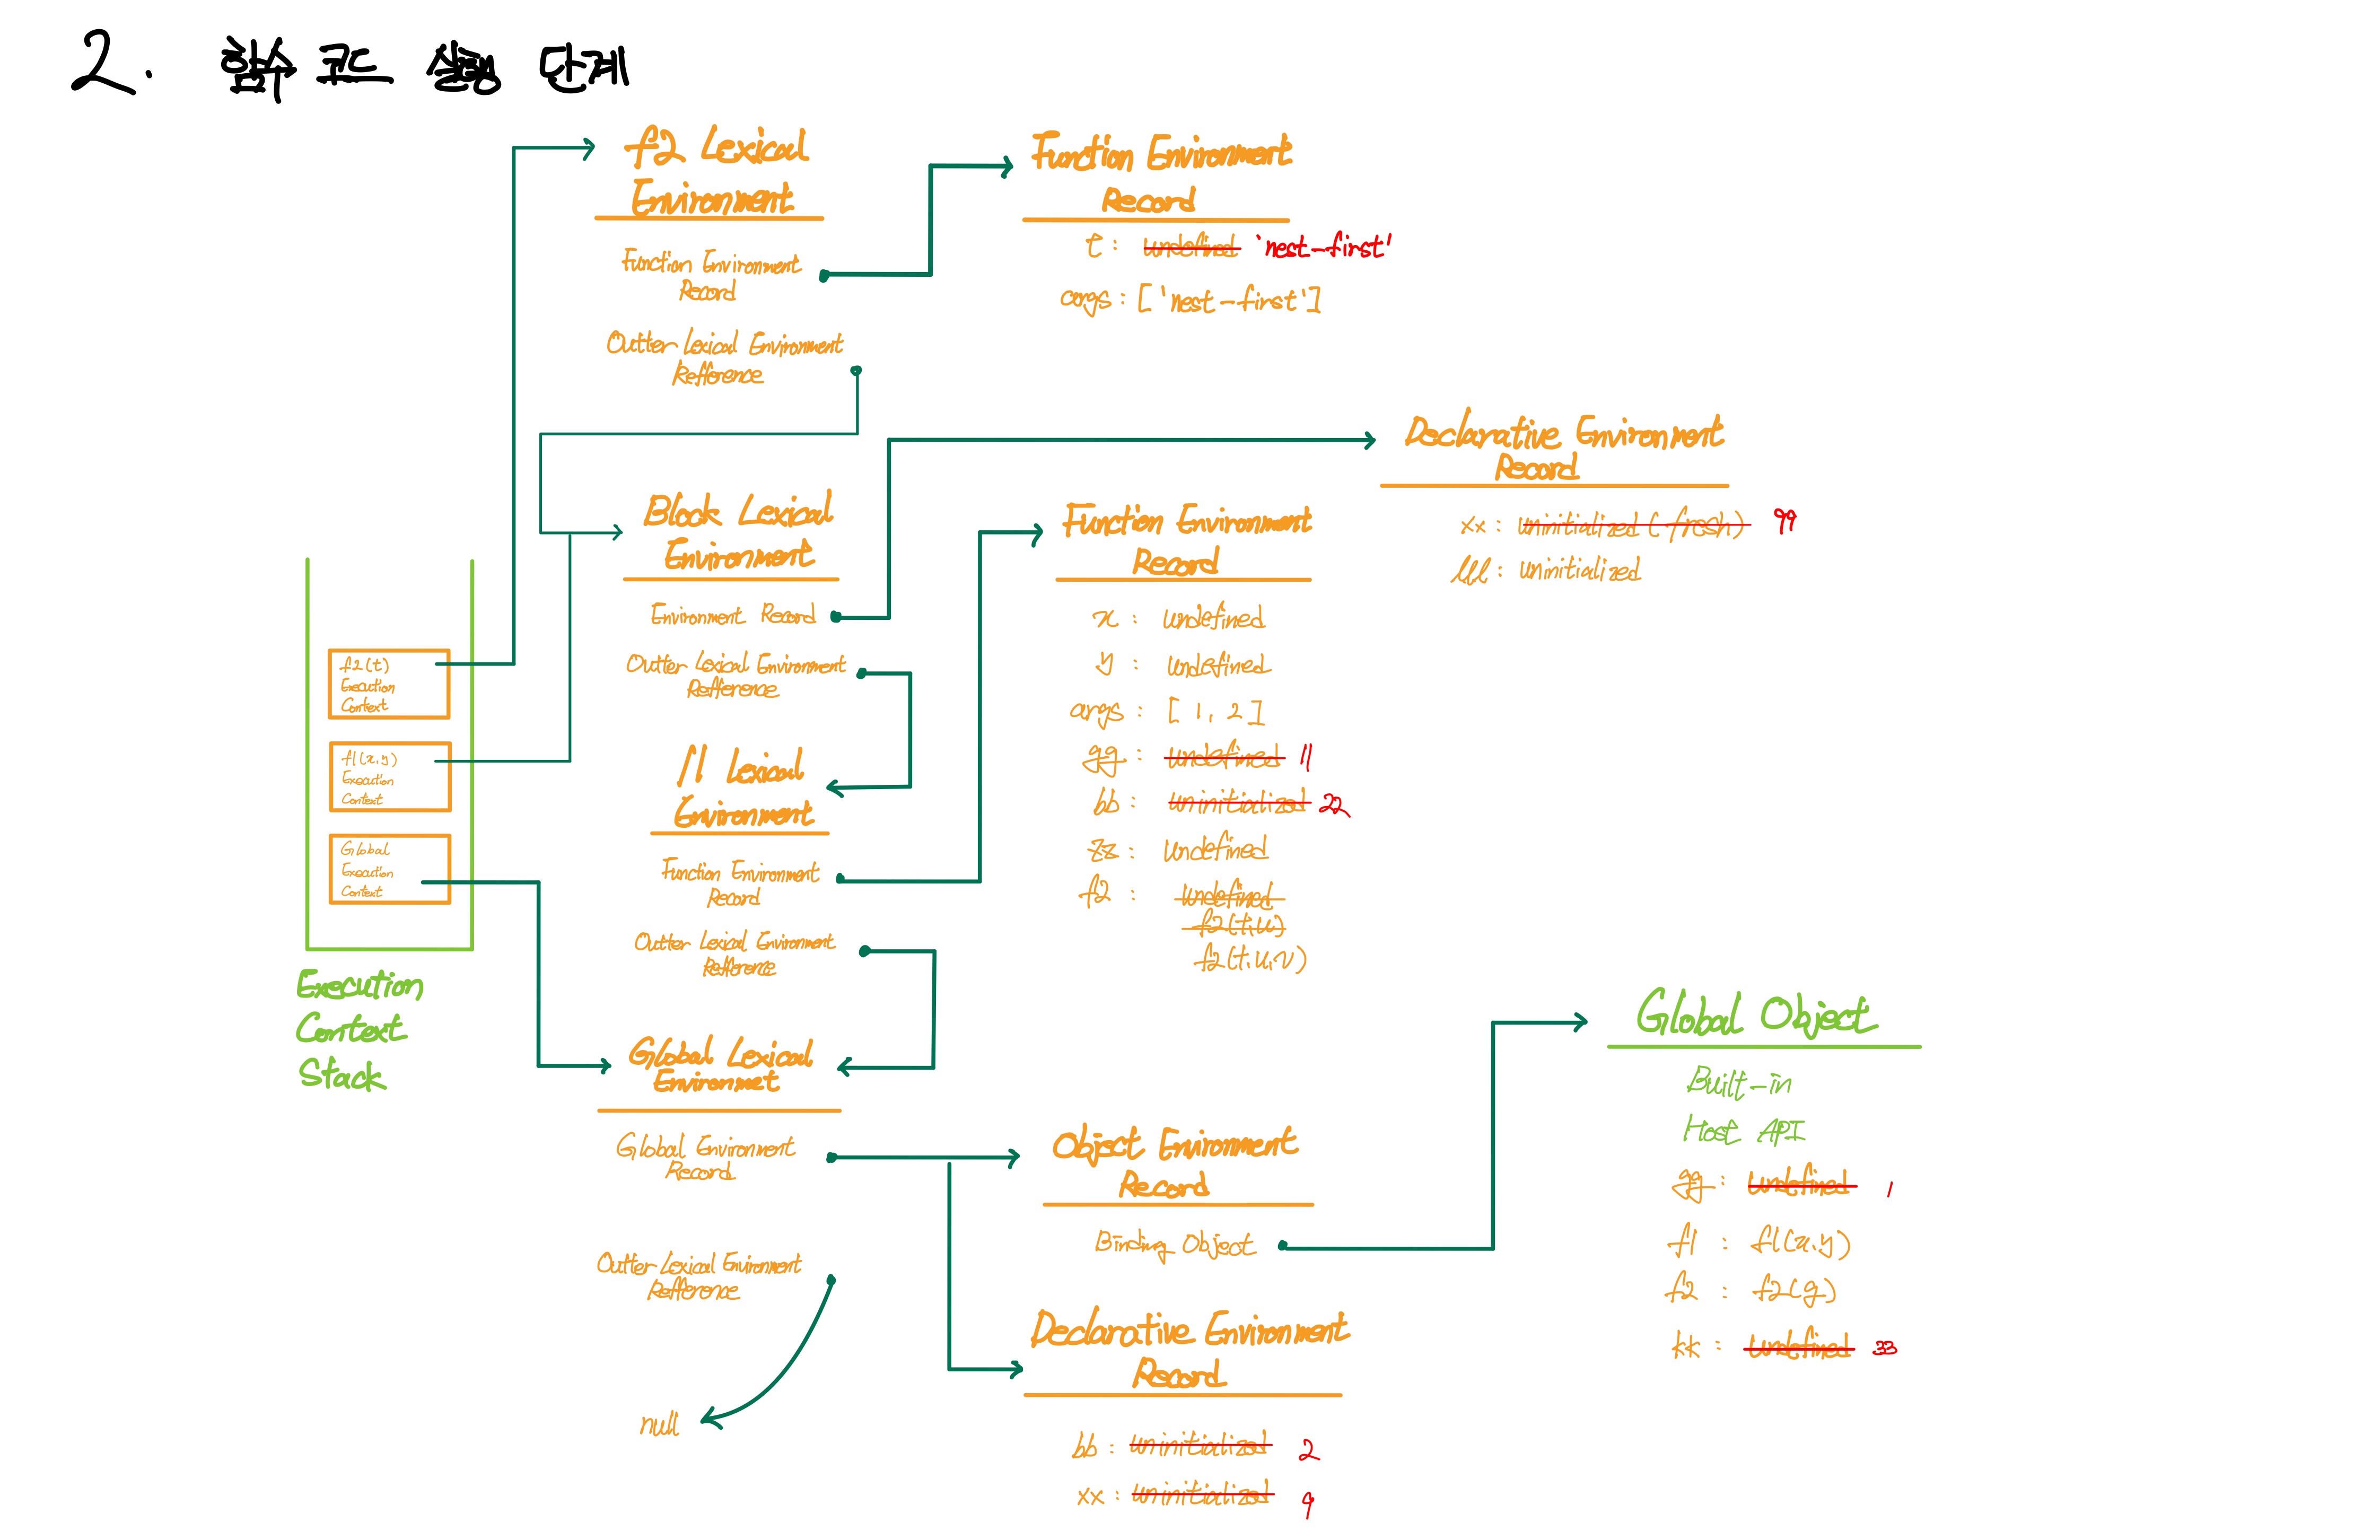 2. 함수 코드 실행 단계
f2 Lexical
Environment
Function Environment
Record
Outter Lexical Environment
Refference
Function Environment
Record
t : undefined 'nest-first'
args : ['nest-first']
Declarative Environment
Record
xx : uninitialized ( fresh) 99
lll : uninitialized
Block Lexical
Environment
Environment Record
Outter Lexical Environment
Refference
Function Environment
Record
x : undefined
y : undefined
args : [1, 2]
gg : undefined 11
bb : uninitialized 22
zz : undefined
f2 : undefined
f2(t,u)
f2(t,u,v)
f1 Lexical
Environment
Function Environment
Record
Outter Lexical Environment
Refference
f2(t)
Execution
Context
f1(x,y)
Execution
Context
Global
Execution
Context
Execution
Context
Stack
Global Lexical
Environmet
Global Environment
Record
Outter Lexical Environment
Refference
null
Object Environment
Record
Binding Object
Declarative Environment
Record
bb : uninitialized 2
xx : uninitialized 9
Global Object
Built-in
Host API
gg : undefined 1
f1 : f1(x,y)
f2 : f2(g)
kk : undefined 33